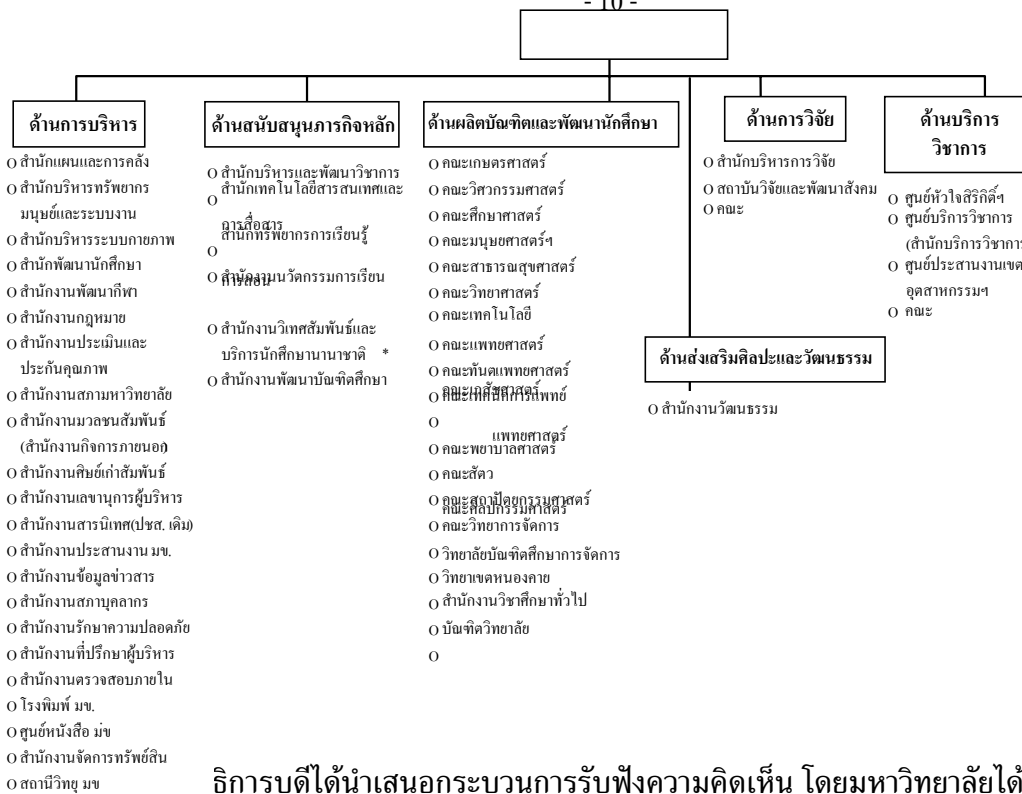 - 10 -
ด้านการบริหาร
O สำนักแผนและการคลัง
O สำนักบริหารทรัพยากร
มนุษย์และระบบงาน
O สำนักบริหารระบบกายภาพ
O สำนักพัฒนานักศึกษา
O สำนักงานพัฒนากีฬา
O สำนักงานกฎหมาย
O สำนักงานประเมินและ
ประกันคุณภาพ
O สำนักงานสภามหาวิทยาลัย
O สำนักงานมวลชนสัมพันธ์
(สำนักงานกิจการภายนอก)
O สำนักงานศิษย์เก่าสัมพันธ์
O สำนักงานเลขานุการผู้บริหาร
O สำนักงานสารนิเทศ(ปชส. เดิม)
O สำนักงานประสานงาน มข.
O สำนักงานข้อมูลข่าวสาร
O สำนักงานสภาบุคลากร
O สำนักงานรักษาความปลอดภัย
O สำนักงานที่ปรึกษาผู้บริหาร
O สำนักงานตรวจสอบภายใน
O โรงพิมพ์ มข.
O ศูนย์หนังสือ มข
O สำนักงานจัดการทรัพย์สิน
O สถานีวิทยุ มข
ด้านสนับสนุนภารกิจหลัก
O สำนักบริหารและพัฒนาวิชาการ
สำนักเทคโนโลยีสารสนเทศและ
O
การสื่อสาร
สำนักทรัพยากรการเรียนรู้
O
O สำนักงานนวัตกรรมการเรียน
การสอน
O สำนักงานวิเทศสัมพันธ์และ
บริการนักศึกษานานาชาติ *
O สำนักงานพัฒนาบัณฑิตศึกษา
ด้านผลิตบัณฑิตและพัฒนานักศึกษา
O คณะเกษตรศาสตร์
O คณะวิศวกรรมศาสตร์
O คณะศึกษาศาสตร์
O คณะมนุษยศาสตร์ฯ
O คณะสาธารณสุขศาสตร์
O คณะวิทยาศาสตร์
O คณะเทคโนโลยี
O คณะแพทยศาสตร์
O คณะทันตแพทยศาสตร์
คณะเภสัชศาสตร์
O คณะเทคนิคการแพทย์
O
แพทยศาสตร์
O คณะพยาบาลศาสตร์
O คณะสัตว
O คณะสถาปัตยกรรมศาสตร์
คณะศิลปกรรมศาสตร์
O คณะวิทยาการจัดการ
O วิทยาลัยบัณฑิตศึกษาการจัดการ
O วิทยาเขตหนองคาย
O สำนักงานวิชาศึกษาทั่วไป
O บัณฑิตวิทยาลัย
O
ด้านการวิจัย
O สำนักบริหารการวิจัย
O สถาบันวิจัยและพัฒนาสังคม
O คณะ
ด้านบริการ
วิชาการ
O ศูนย์หัวใจสิริกิติ์ฯ
O ศูนย์บริการวิชาการ
(สำนักบริการวิชาการ
O ศูนย์ประสานงานเขต
อุตสาหกรรมฯ
O คณะ
ด้านส่งเสริมศิลปะและวัฒนธรรม
O สำนักงานวัฒนธรรม
ธิการบดีได้นำเสนอกระบวนการรับฟังความคิดเห็น โดยมหาวิทยาลัยได้